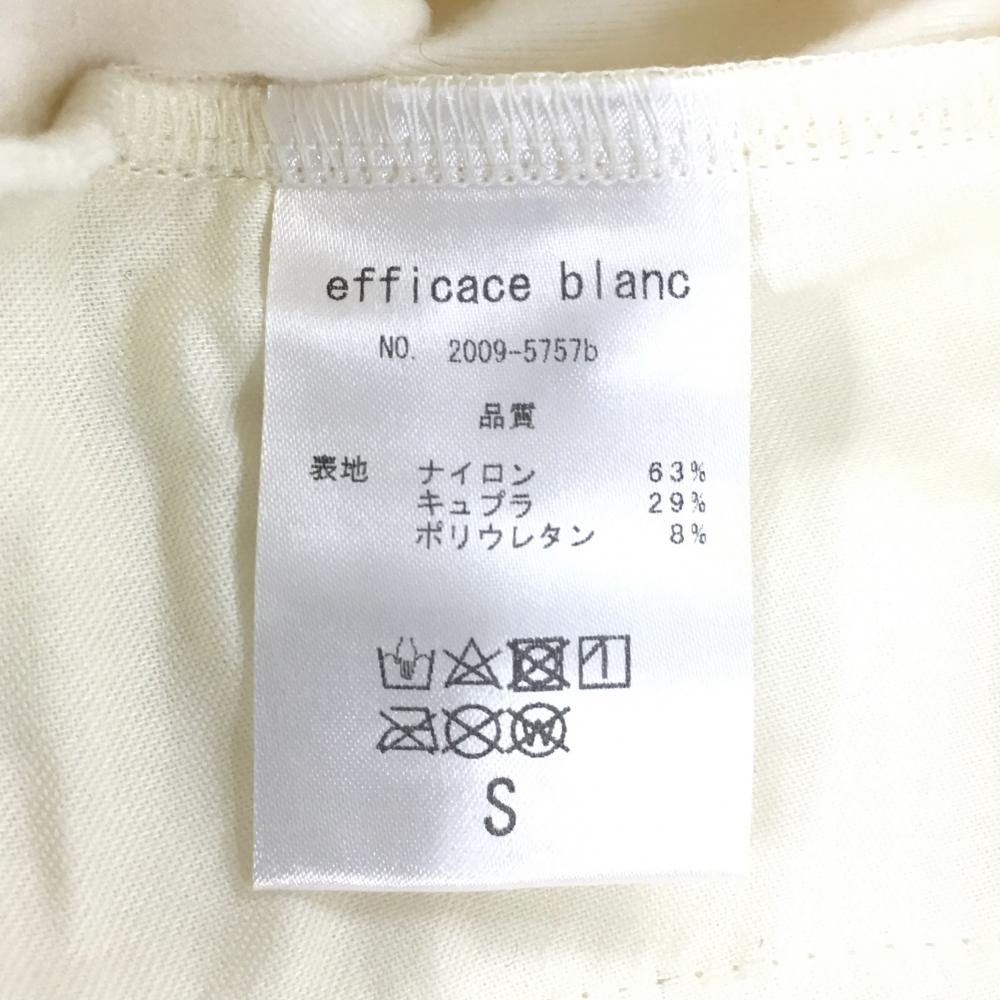 efficace blanc
NO. 2009-5757b
品質
表地 ナイロン 63%
キュプラ 29%
ポリウレタン 8%
W
S